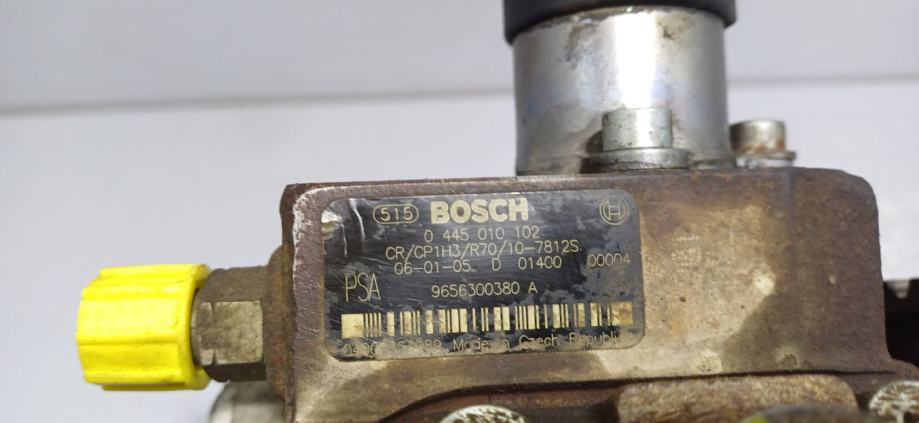 515 BOSCH
0 445 010 102
CR/CP1H3/R70/10-7812S
06-01-05 D 01400 00004
PSA 9656300380 A
Made in Czech Republic